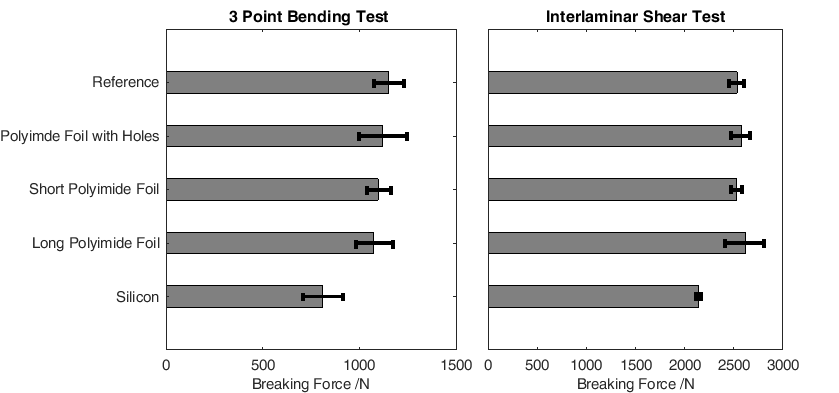 3 Point Bending Test
Interlaminar Shear Test
Reference
Polyimde Foil with Holes
Short Polyimide Foil
Long Polyimide Foil
Silicon
0 500 1000 1500
0 500 1000 1500 2000 2500 3000
Breaking Force /N
Breaking Force /N